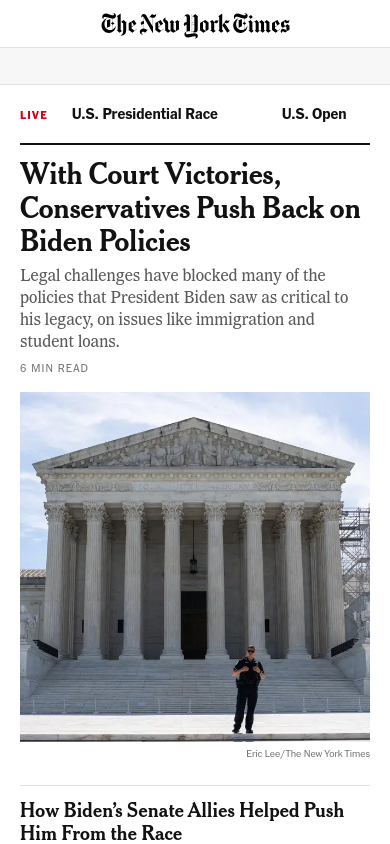 The New York Times
LIVE U.S. Presidential Race U.S. Open
With Court Victories,
Conservatives Push Back on
Biden Policies
Legal challenges have blocked many of the
policies that President Biden saw as critical to
his legacy, on issues like immigration and
student loans.
6 MIN READ
Eric Lee/The New York Times
How Biden’s Senate Allies Helped Push
Him From the Race